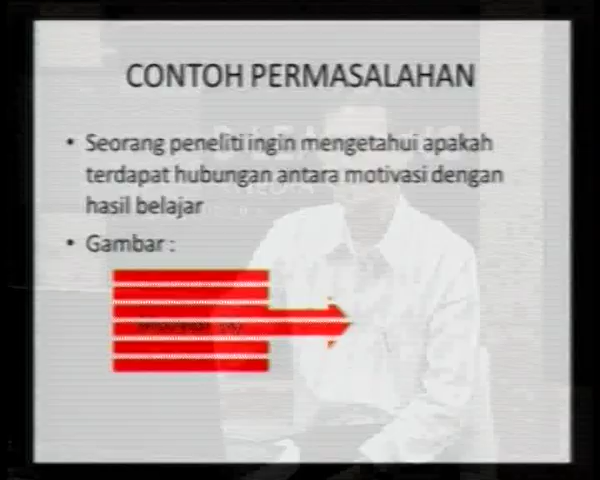 CONTOH PERMASALAHAN
• Seorang peneliti ingin mengetahui apakah
terdapat hubungan antara motivasi dengan
hasil belajar
• Gambar :